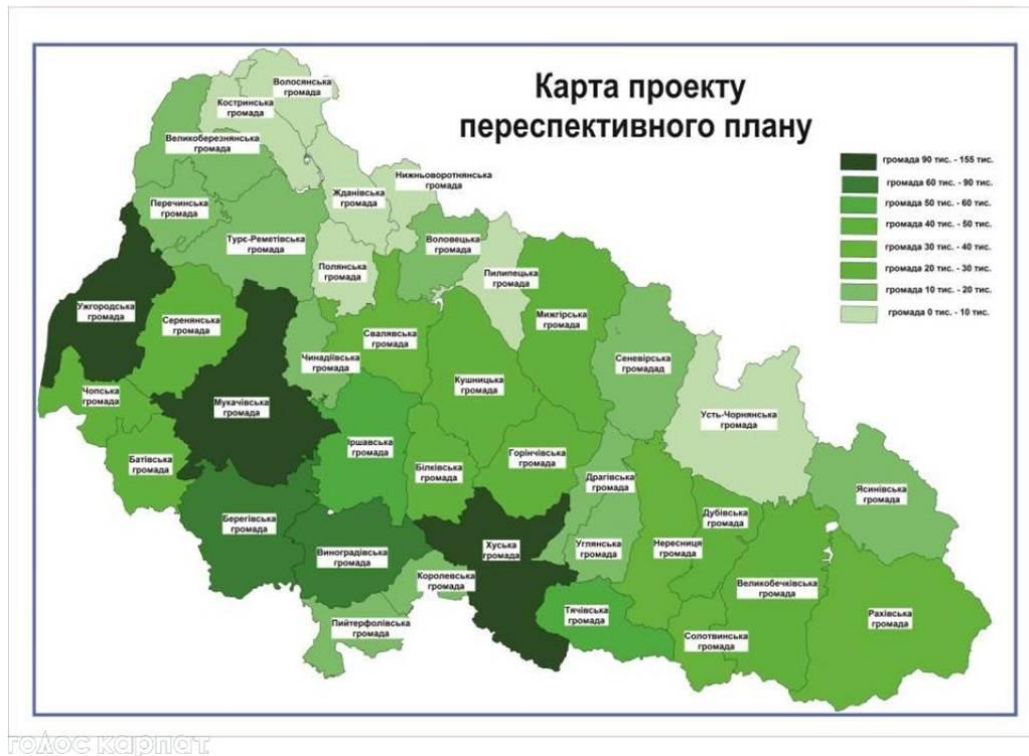 Карта проекту
переспективного плану
громада 90 тис. - 155 тис.
громада 60 тис. - 90 тис.
громада 50 тис. - 60 тис.
громада 40 тис. - 50 тис.
громада 30 тис. - 40 тис.
громада 20 тис. - 30 тис.
громада 10 тис. - 20 тис.
громада 0 тис. - 10 тис.
Волосянська
громада
Костринська
громада
Великоберезнянська
громада
Нижньоворотнянська
громада
Жданівська
громада
Перечинська
громада
Турє-Реметівська
громада
Воловецька
громада
Полянська
громада
Пилипецька
громада
Ужгородська
громада
Серенянська
громада
Свалявська
громада
Мижгірська
громада
Чинадіївська
громада
Сеневірська
громадад
Кушницька
громада
Чопська
громада
Мукачівська
громада
Усть-Чорнянська
громада
Іршавська
громада
Батівська
громада
Білківська
громада
Горінчівська
громада
Драгівська
громада
Ясинівська
громада
Берегівська
громада
Дубівська
громада
Виноградівська
громада
Хуська
громада
Углянська
громада
Нересниця
громада
Королевська
громада
Великобечківська
громада
Тячівська
громада
Рахівська
громада
Пийтерфолівська
громада
Солотвинська
громада
голос карпат